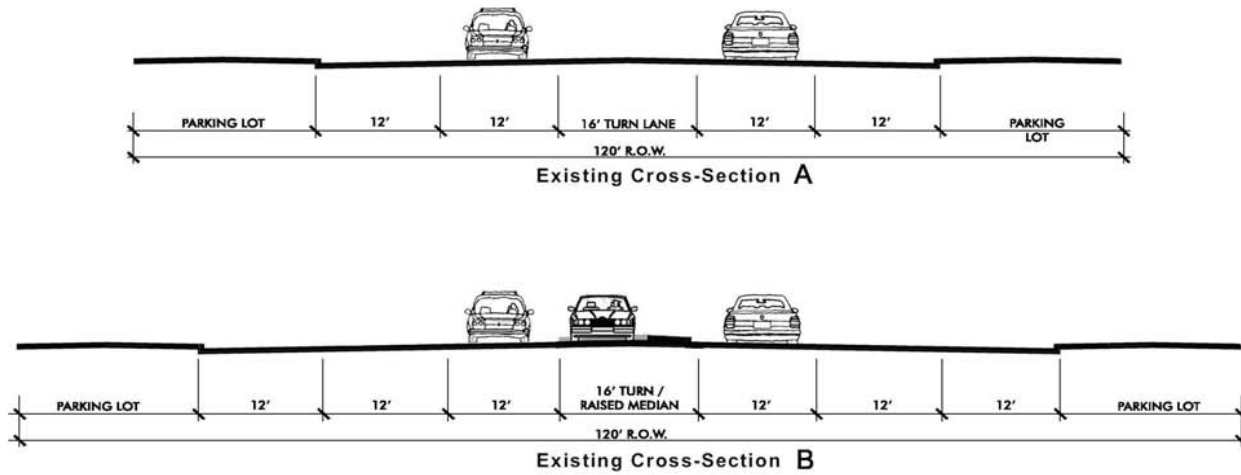 PARKING LOT 12' 12' 16' TURN LANE 12' 12' PARKING
LOT
120' R.O.W.
Existing Cross-Section A
PARKING LOT 12' 12' 12' 16' TURN / RAISED MEDIAN 12' 12' 12' PARKING LOT
120' R.O.W.
Existing Cross-Section B